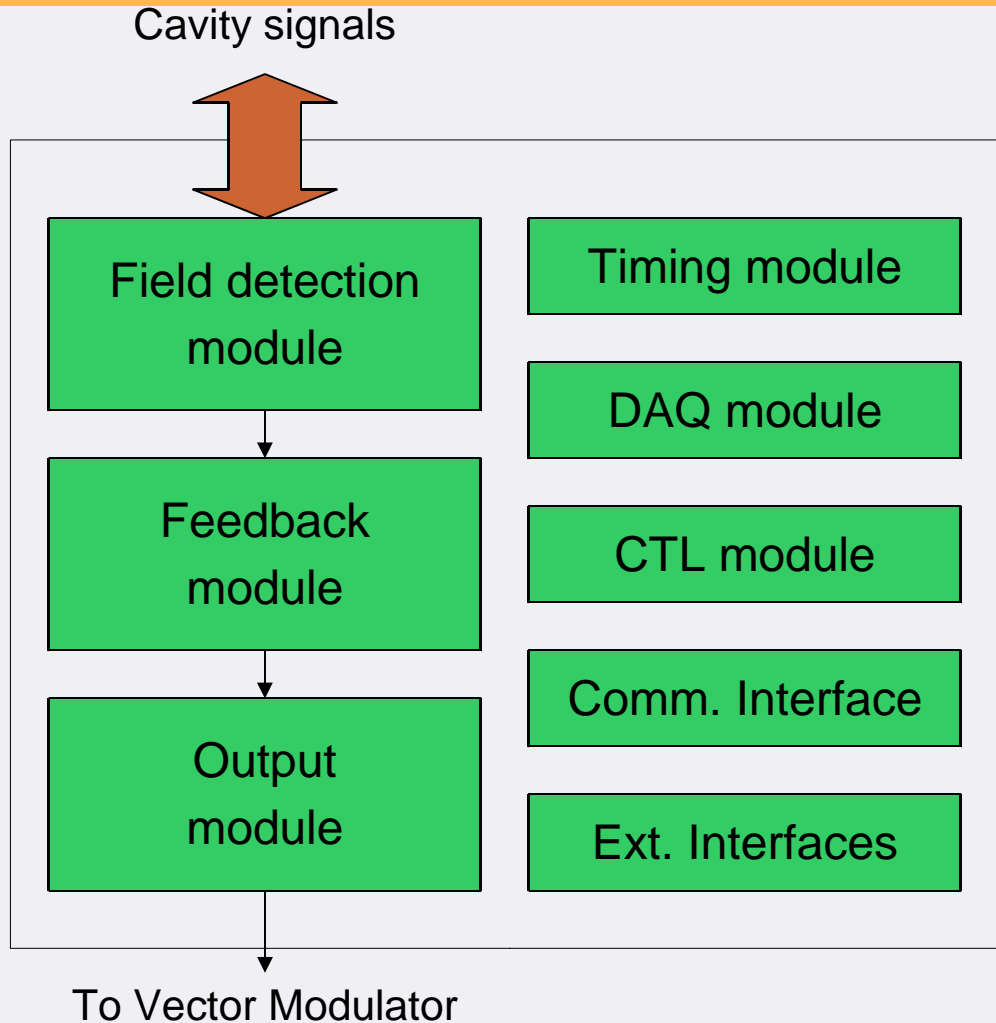 Cavity signals
Field detection
module
Feedback
module
Output
module
Timing module
DAQ module
CTL module
Comm. Interface
Ext. Interfaces
To Vector Modulator